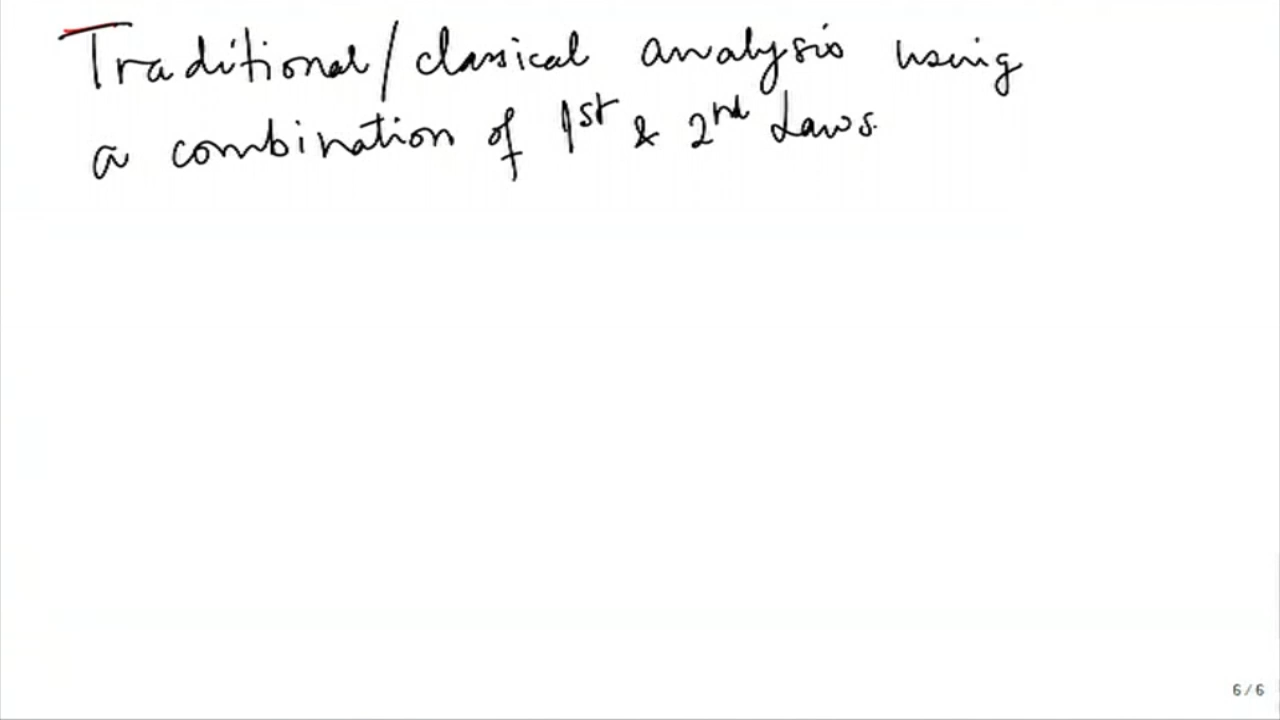 Traditional/classical analysis using
a combination of 1st & 2nd Laws.
6 / 6